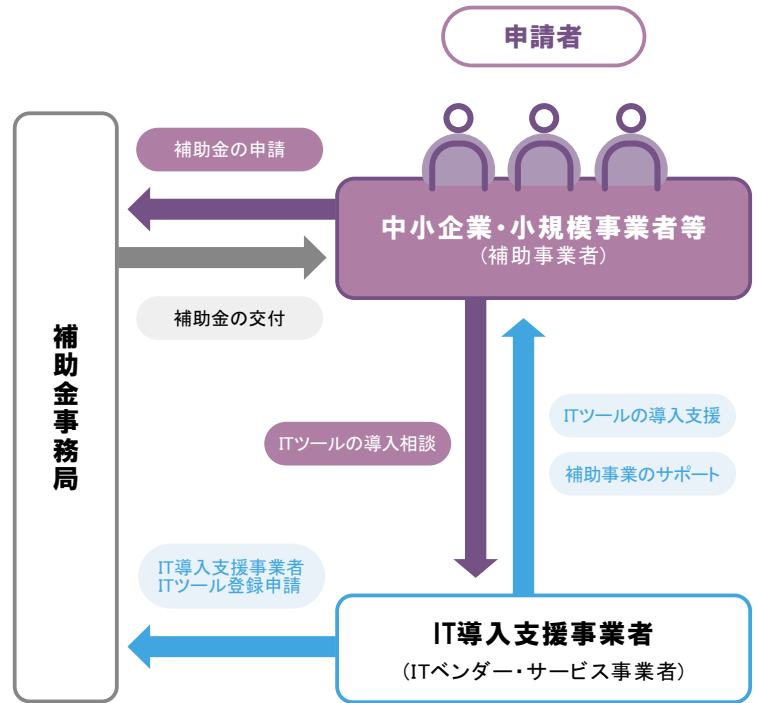 申請者
補助金の申請
中小企業・小規模事業者等
(補助事業者)
補助金の交付
補助金事務局
ITツールの導入支援
ITツールの導入相談
補助事業のサポート
IT導入支援事業者
ITツール登録申請
IT導入支援事業者
(ITベンダー・サービス事業者)